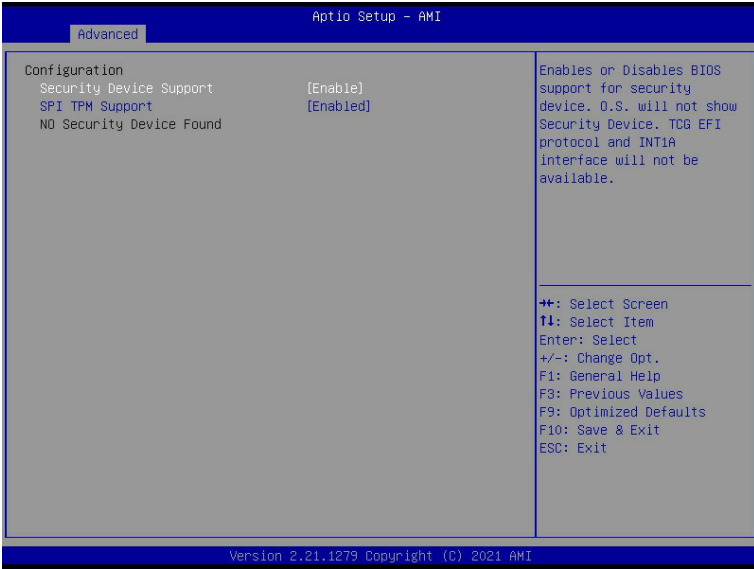 Aptio Setup – AMI
Advanced
Configuration
Security Device Support [Enable]
SPI TPM Support [Enabled]
NO Security Device Found
Enables or Disables BIOS
support for security
device. O.S. will not show
Security Device. TCG EFI
protocol and INT1A
interface will not be
available.
→←: Select Screen
↑↓: Select Item
Enter: Select
+/-: Change Opt.
F1: General Help
F3: Previous Values
F9: Optimized Defaults
F10: Save & Exit
ESC: Exit
Version 2.21.1279 Copyright (C) 2021 AMI